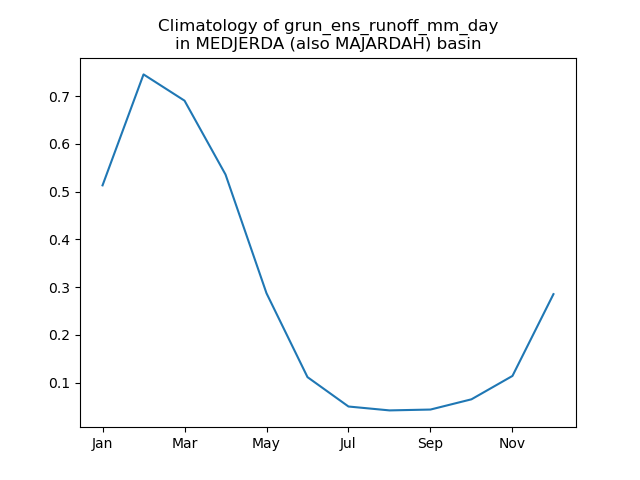 Climatology of grun_ens_runoff_mm_day
in MEDJERDA (also MAJARDAH) basin
0.7
0.6
0.5
0.4
0.3
0.2
0.1
Jan Mar May Jul Sep Nov